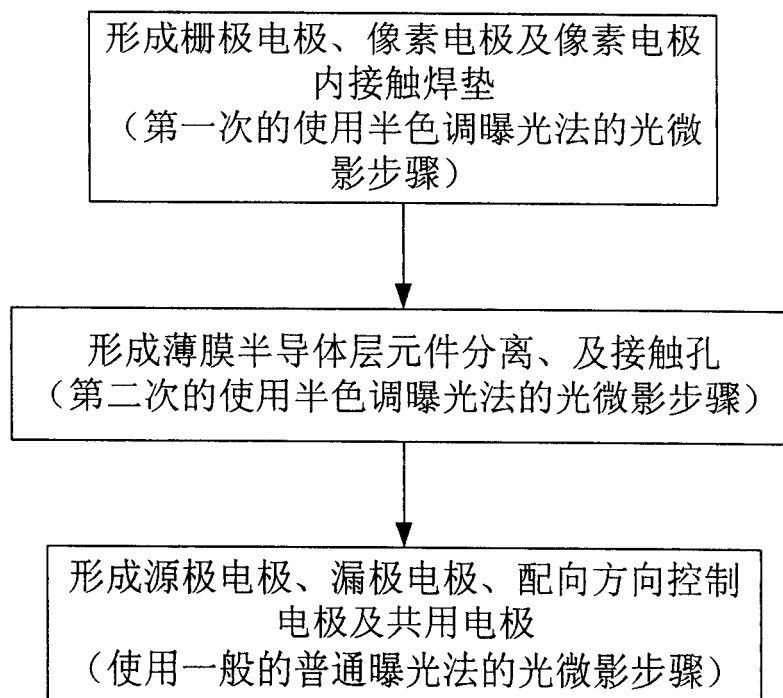 形成栅极电极、像素电极及像素电极
内接触焊垫
（第一次的使用半色调曝光法的光微
影步骤）
形成薄膜半导体层元件分离、及接触孔
（第二次的使用半色调曝光法的光微影步骤）
形成源极电极、漏极电极、配向方向控制
电极及共用电极
（使用一般的普通曝光法的光微影步骤）